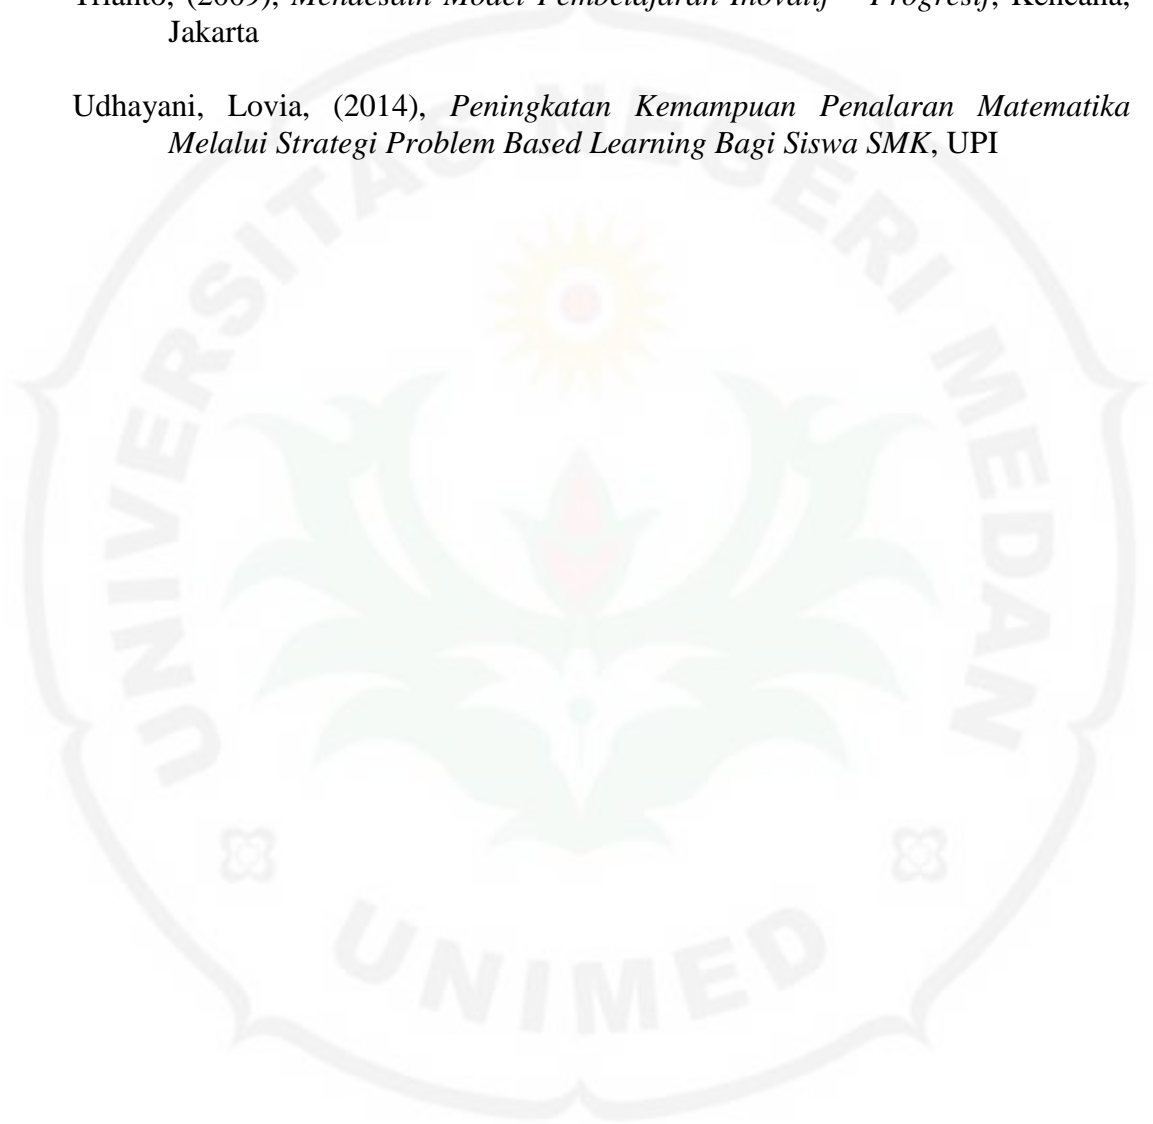 Trianto, (2009), Mendesain Model Pembelajaran Inovatif – Progresif, Kencana,
Jakarta
Udhayani, Lovia, (2014), Peningkatan Kemampuan Penalaran Matematika
Melalui Strategi Problem Based Learning Bagi Siswa SMK, UPI
UNIVERSITAS NEGERI MEDAN
UNIMED